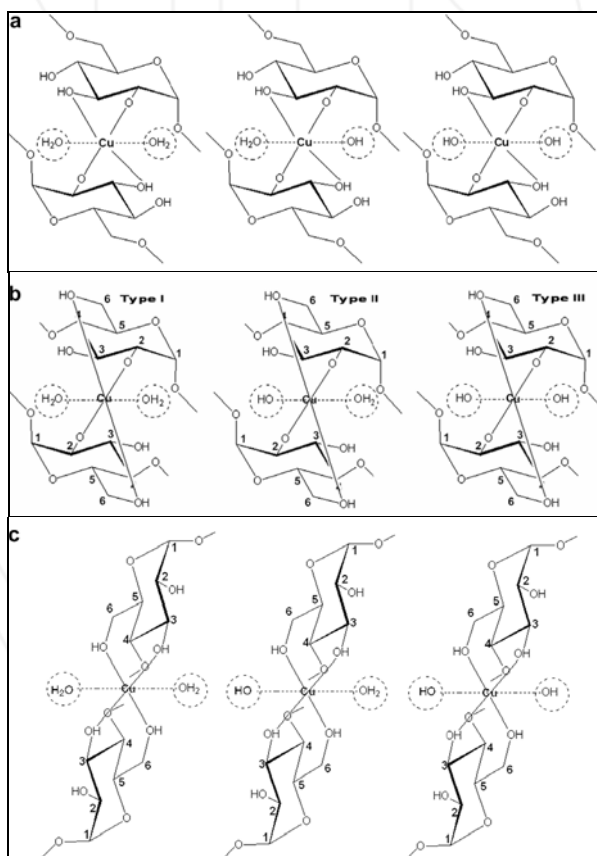 a
O O O
O O O
HO HO HO
HO O HO O HO O
O O O
H₂O Cu OH₂ H₂O Cu OH HO Cu OH
O O O
O OH O OH O OH
OH OH OH
O O O
O O O
b
Type I Type II Type III
HO 6 HO 6 HO 6
4 4 4
O 5 O O 5 O O 5 O
HO 3 2 1 HO 3 2 1 HO 3 2 1
O O O
O O O
H₂O Cu OH₂ HO Cu OH₂ HO Cu OH
O O O
1 2 O 3 OH 1 2 O 3 OH 1 2 O 3 OH
5 O 5 O 5 O
6 OH 6 OH 6 OH
c
1 O 1 O 1 O
O O O
2 OH 2 OH 2 OH
6 5 6 5 6 5
4 3 4 3 4 3
HO OH HO OH HO OH
O O O
H₂O Cu OH₂ HO Cu OH₂ HO Cu OH
O O O
OH OH OH OH OH OH
3 4 3 4 3 4
5 6 5 6 5 6
HO 2 HO 2 HO 2
O O O
O 1 O 1 O 1